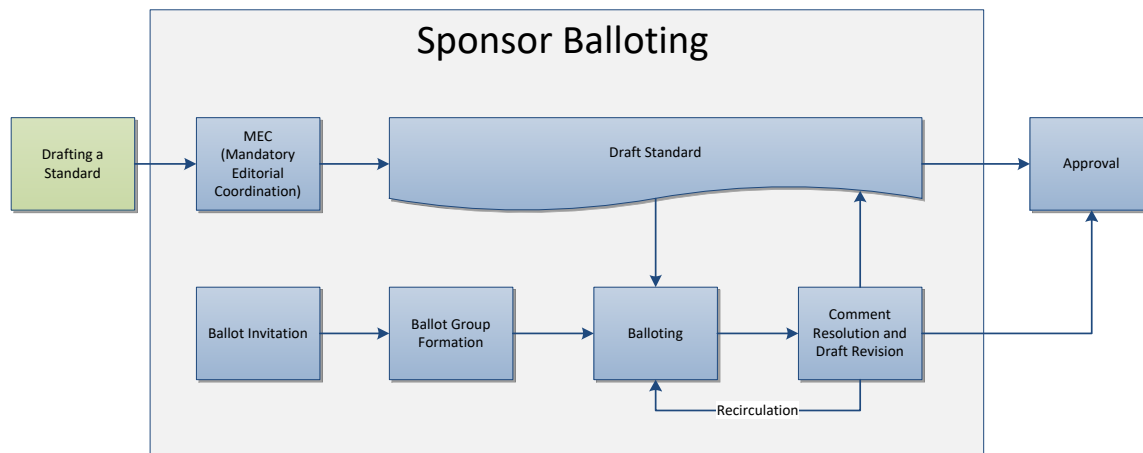 Sponsor Balloting
Drafting a
Standard
MEC
(Mandatory
Editorial
Coordination)
Draft Standard
Approval
Ballot Invitation
Ballot Group
Formation
Balloting
Comment
Resolution and
Draft Revision
Recirculation